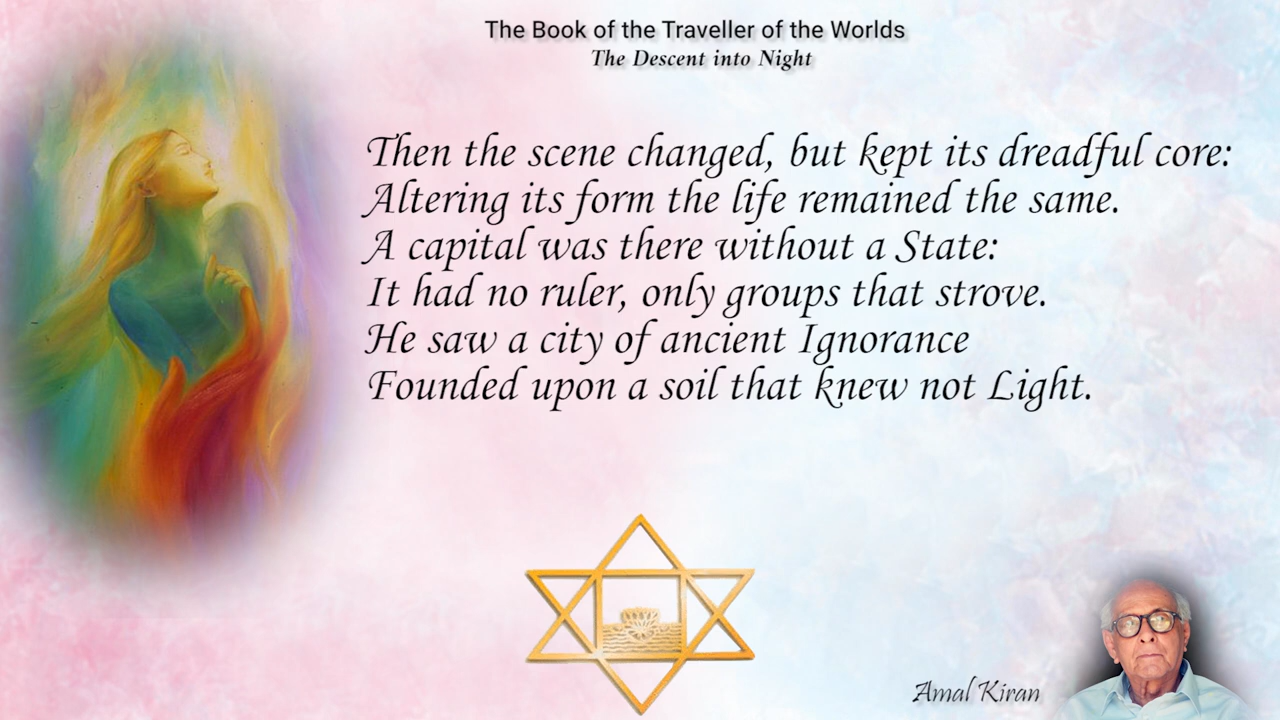 The Book of the Traveller of the Worlds
The Descent into Night
Then the scene changed, but kept its dreadful core:
Altering its form the life remained the same.
A capital was there without a State:
It had no ruler, only groups that strove.
He saw a city of ancient Ignorance
Founded upon a soil that knew not Light.
Amal Kiran